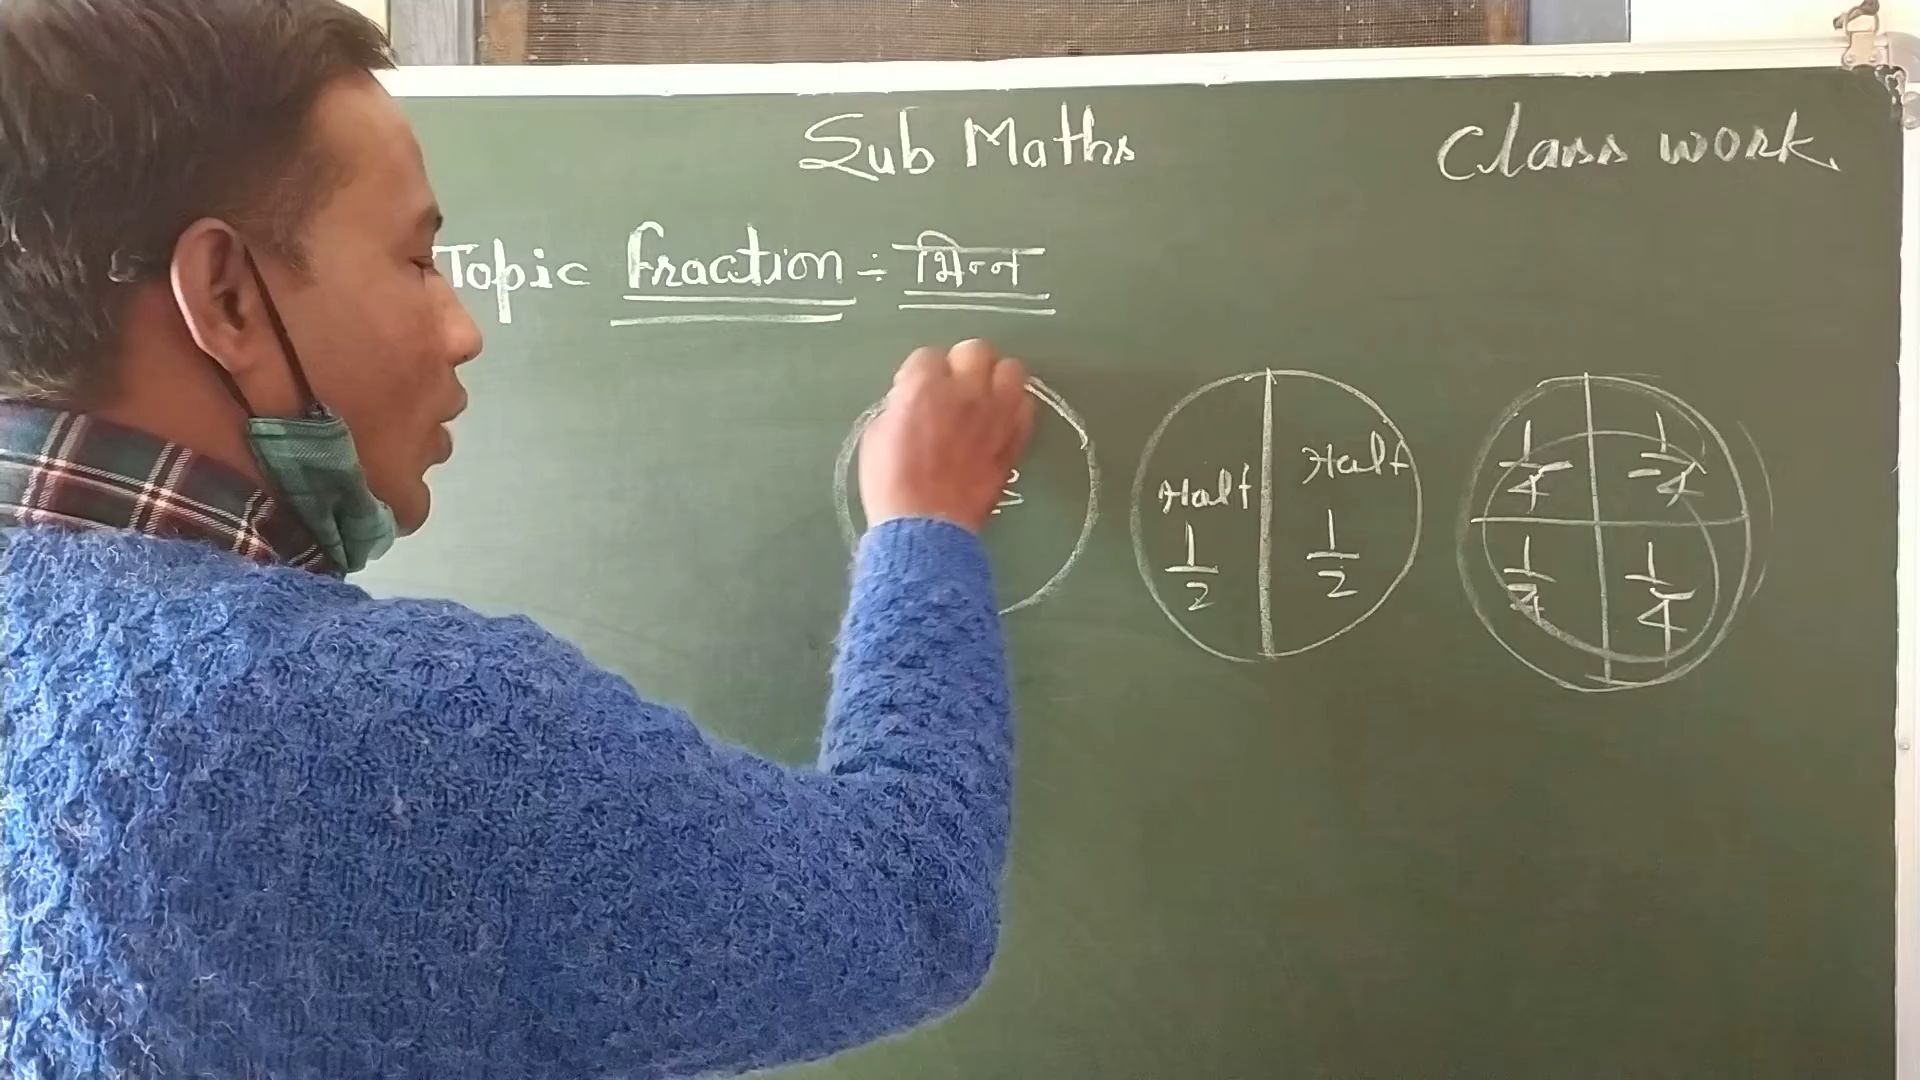 Sub Maths
Class work
Topic Fraction ÷ भिन्न
Half
1/2
Half
1/2
1/4
1/4
1/4
1/4